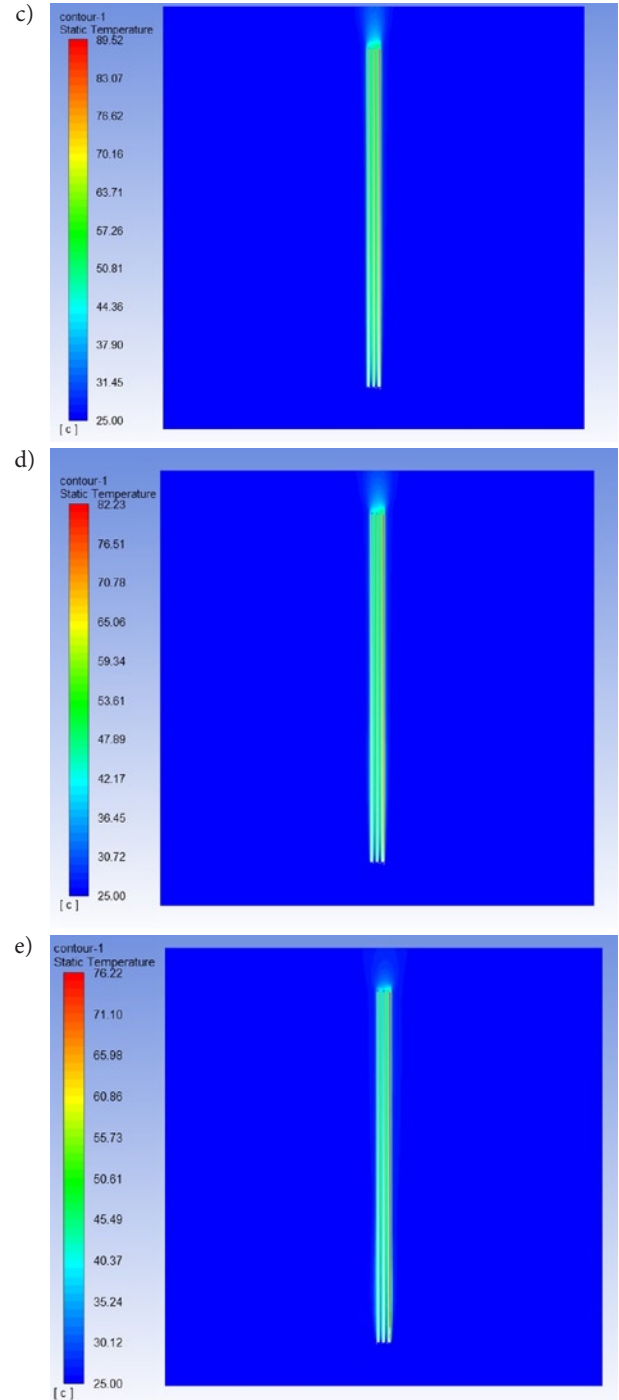 c)
contour-1
Static Temperature
89.52
83.07
76.62
70.16
63.71
57.26
50.81
44.36
37.90
31.45
25.00
[ c ]
d)
contour-1
Static Temperature
82.23
76.51
70.78
65.06
59.34
53.61
47.89
42.17
36.45
30.72
25.00
[ c ]
e)
contour-1
Static Temperature
76.22
71.10
65.98
60.86
55.73
50.61
45.49
40.37
35.24
30.12
25.00
[ c ]